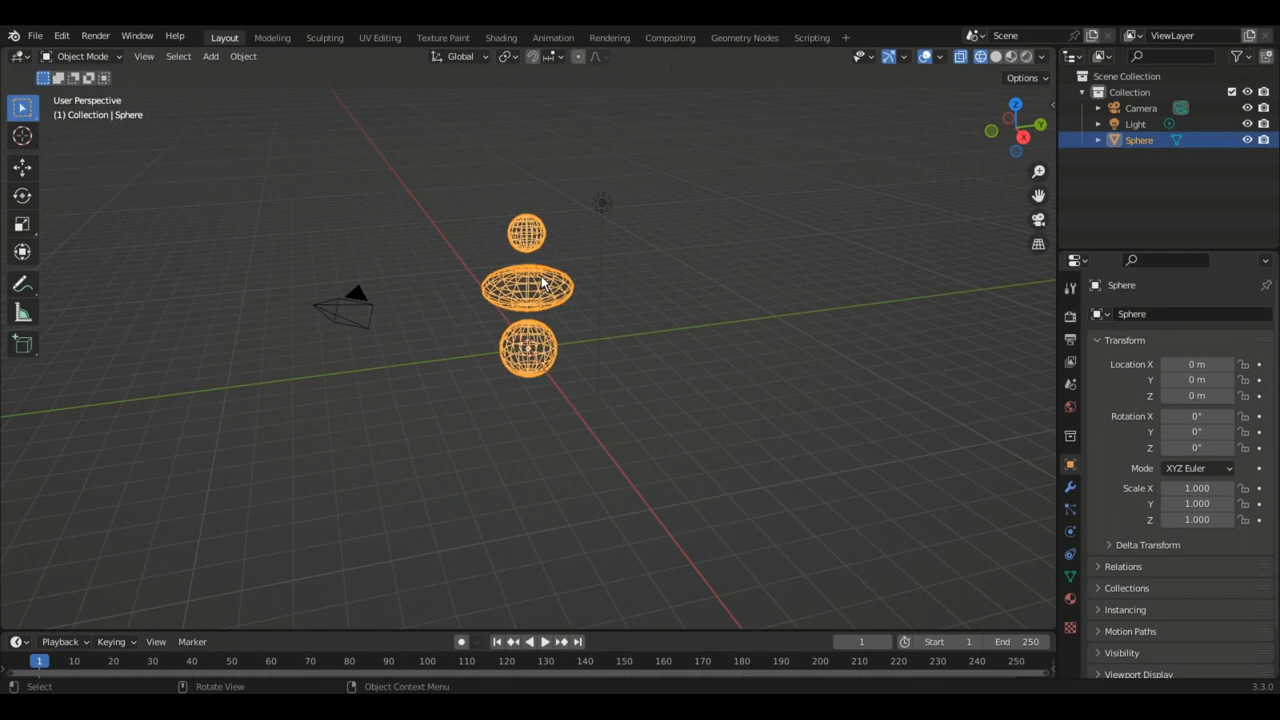 File Edit Render Window Help Layout Modeling Sculpting UV Editing Texture Paint Shading Animation Rendering Compositing Geometry Nodes Scripting + Scene ViewLayer
Object Mode View Select Add Object Global
Options
User Perspective
(1) Collection | Sphere
Z
Y
X
Scene Collection
Collection
Camera
Light
Sphere
Sphere
Sphere
Transform
Location X 0 m
Y 0 m
Z 0 m
Rotation X 0°
Y 0°
Z 0°
Mode XYZ Euler
Scale X 1.000
Y 1.000
Z 1.000
Delta Transform
Relations
Collections
Instancing
Motion Paths
Visibility
Viewport Display
Playback Keying View Marker 1 Start 1 End 250
1 10 20 30 40 50 60 70 80 90 100 110 120 130 140 150 160 170 180 190 200 210 220 230 240 250
Select Rotate View Object Context Menu 3.3.0